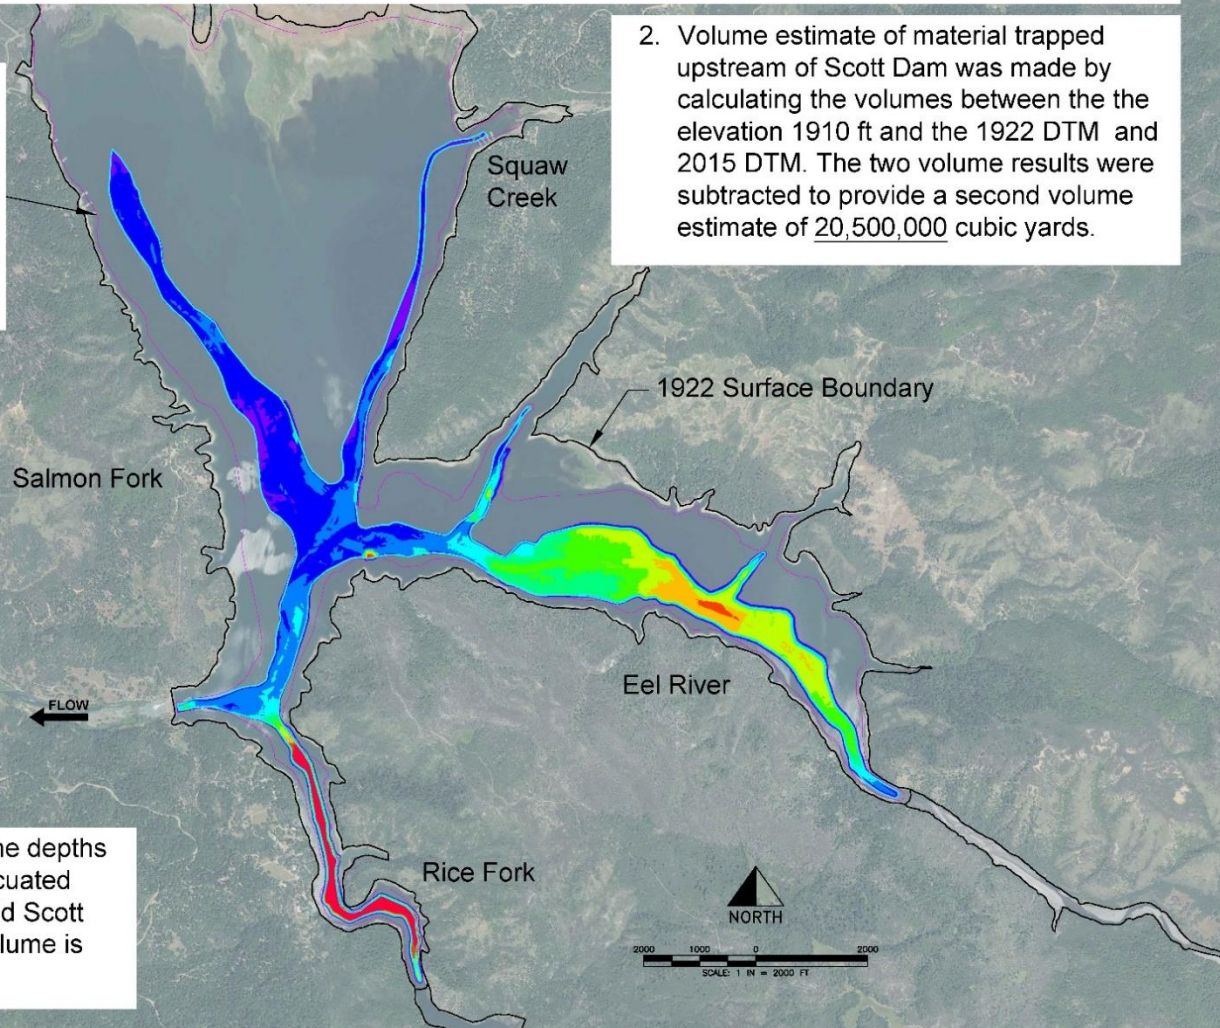 2. Volume estimate of material trapped
upstream of Scott Dam was made by
calculating the volumes between the the
elevation 1910 ft and the 1922 DTM and
2015 DTM. The two volume results were
subtracted to provide a second volume
estimate of 20,500,000 cubic yards.
Squaw
Creek
1922 Surface Boundary
Salmon Fork
Eel River
FLOW
Rice Fork
depths
d Scott
is
NORTH
2000 1000 0 2000
SCALE: 1 IN = 2000 FT